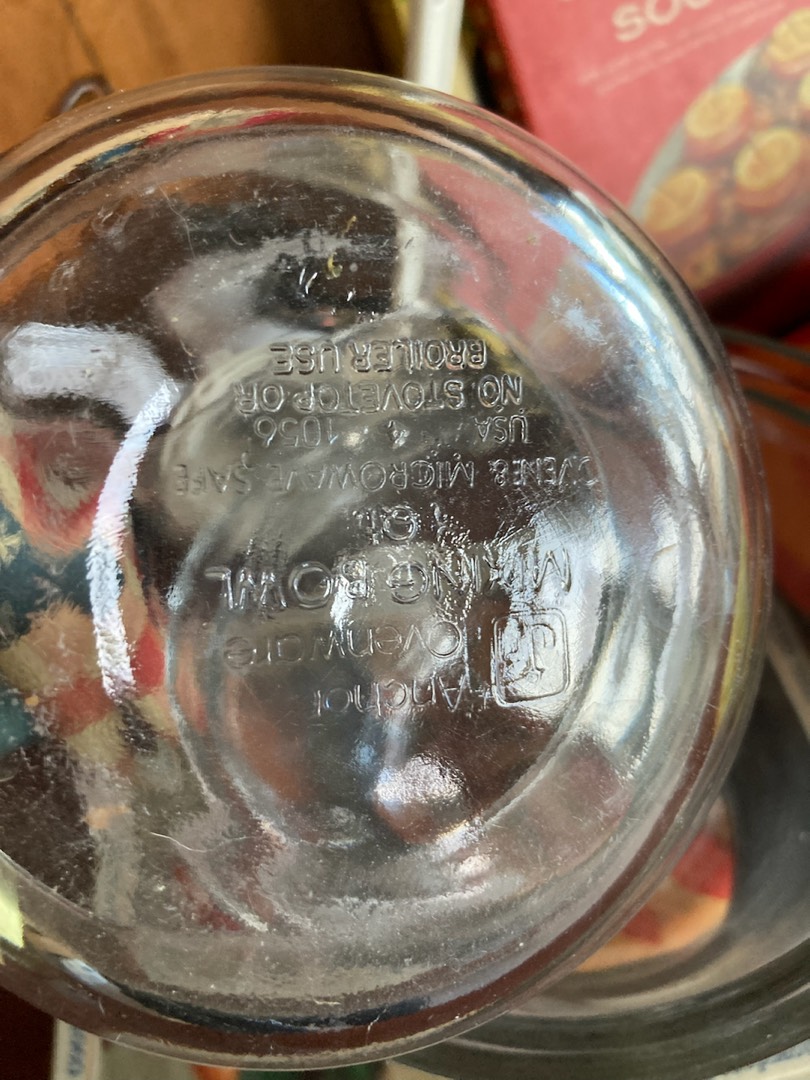 Anchor
Ovenware
MIXING BOWL
1 Qt.
OVEN & MICROWAVE SAFE
USA 4 1056
NO STOVETOP OR
BROILER USE